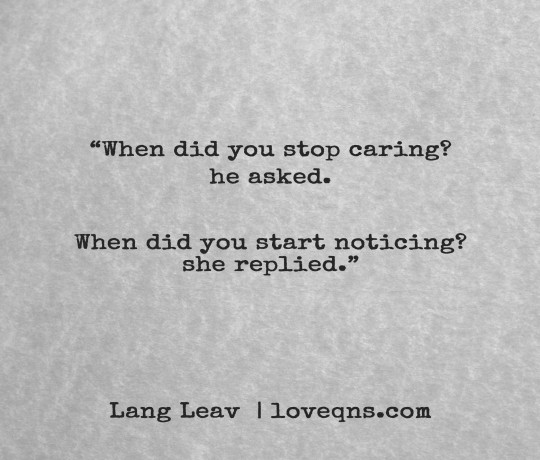 “When did you stop caring?
he asked.
When did you start noticing?
she replied.”
Lang Leav | loveqns.com